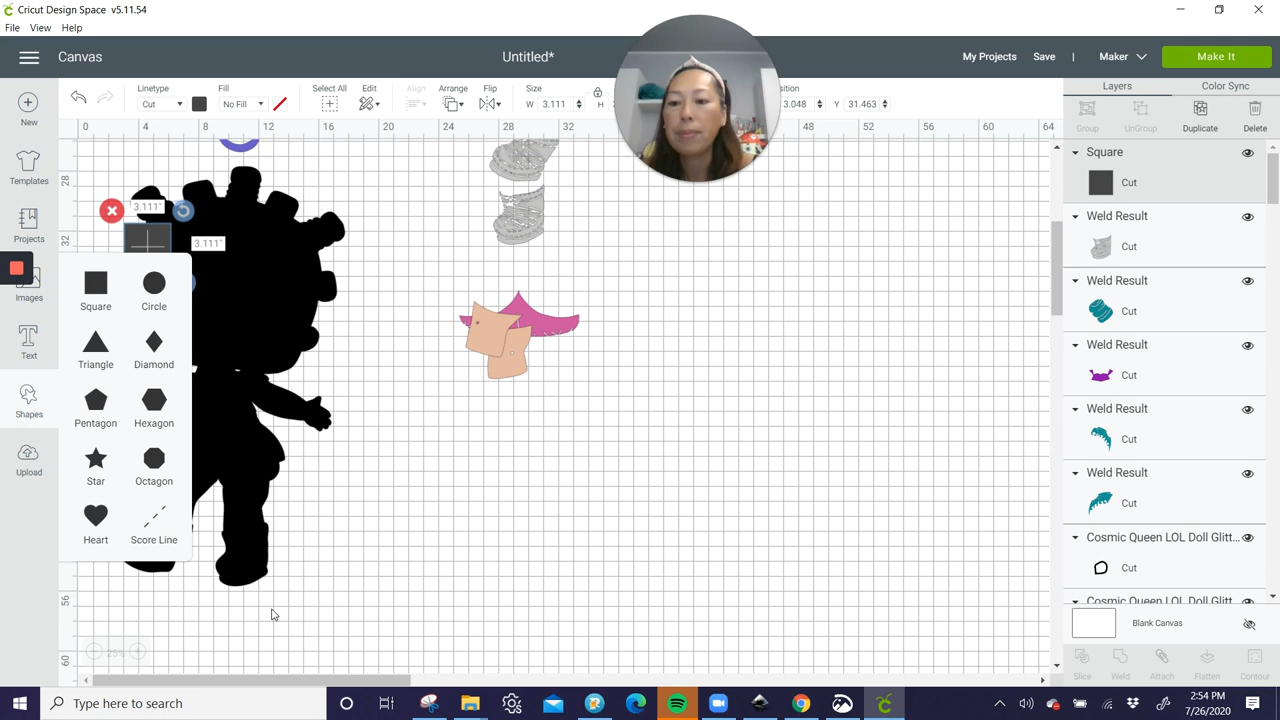 Cricut Design Space v5.11.54
File View Help
Canvas
Untitled*
My Projects Save | Maker Make It
Linetype Fill Select All Edit Align Arrange Flip Size
Cut No Fill W 3.111 H
sition
3.048 Y 31.463
Layers Color Sync
Group UnGroup Duplicate Delete
New
Templates
Projects
Images
Text
Shapes
Upload
0 4 8 12 16 20 24 28 32 48 52 56 60 64
28
32
56
60
3.111"
3.111"
Square Circle
Triangle Diamond
Pentagon Hexagon
Star Octagon
Heart Score Line
25%
Square
Cut
Weld Result
Cut
Weld Result
Cut
Weld Result
Cut
Weld Result
Cut
Weld Result
Cut
Cosmic Queen LOL Doll Glitt...
Cut
Cosmic Queen LOL Doll Glitt...
Blank Canvas
Slice Weld Attach Flatten Contour
Type here to search
2:54 PM
7/26/2020